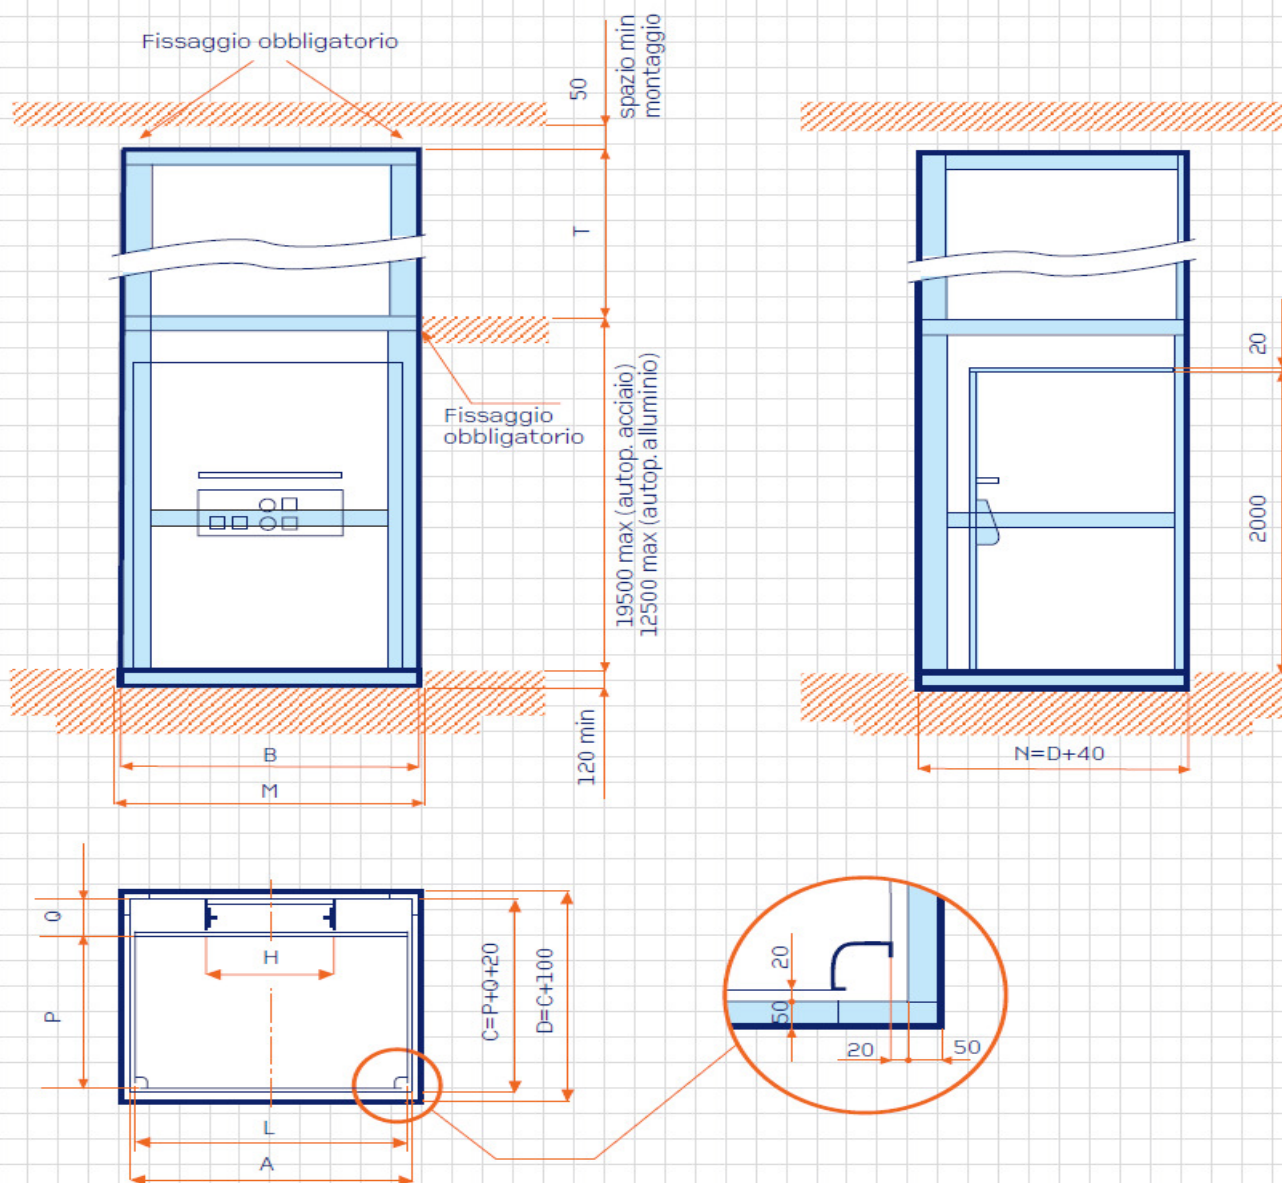 Fissaggio obbligatorio
50
spazio min
montaggio
T
Fissaggio
obbligatorio
19500 max (autop. acciaio)
12500 max (autop. alluminio)
120 min
B
M
20
2000
N=D+40
Q
P
H
C=P+Q+20
D=C+100
L
A
20
50
20
50